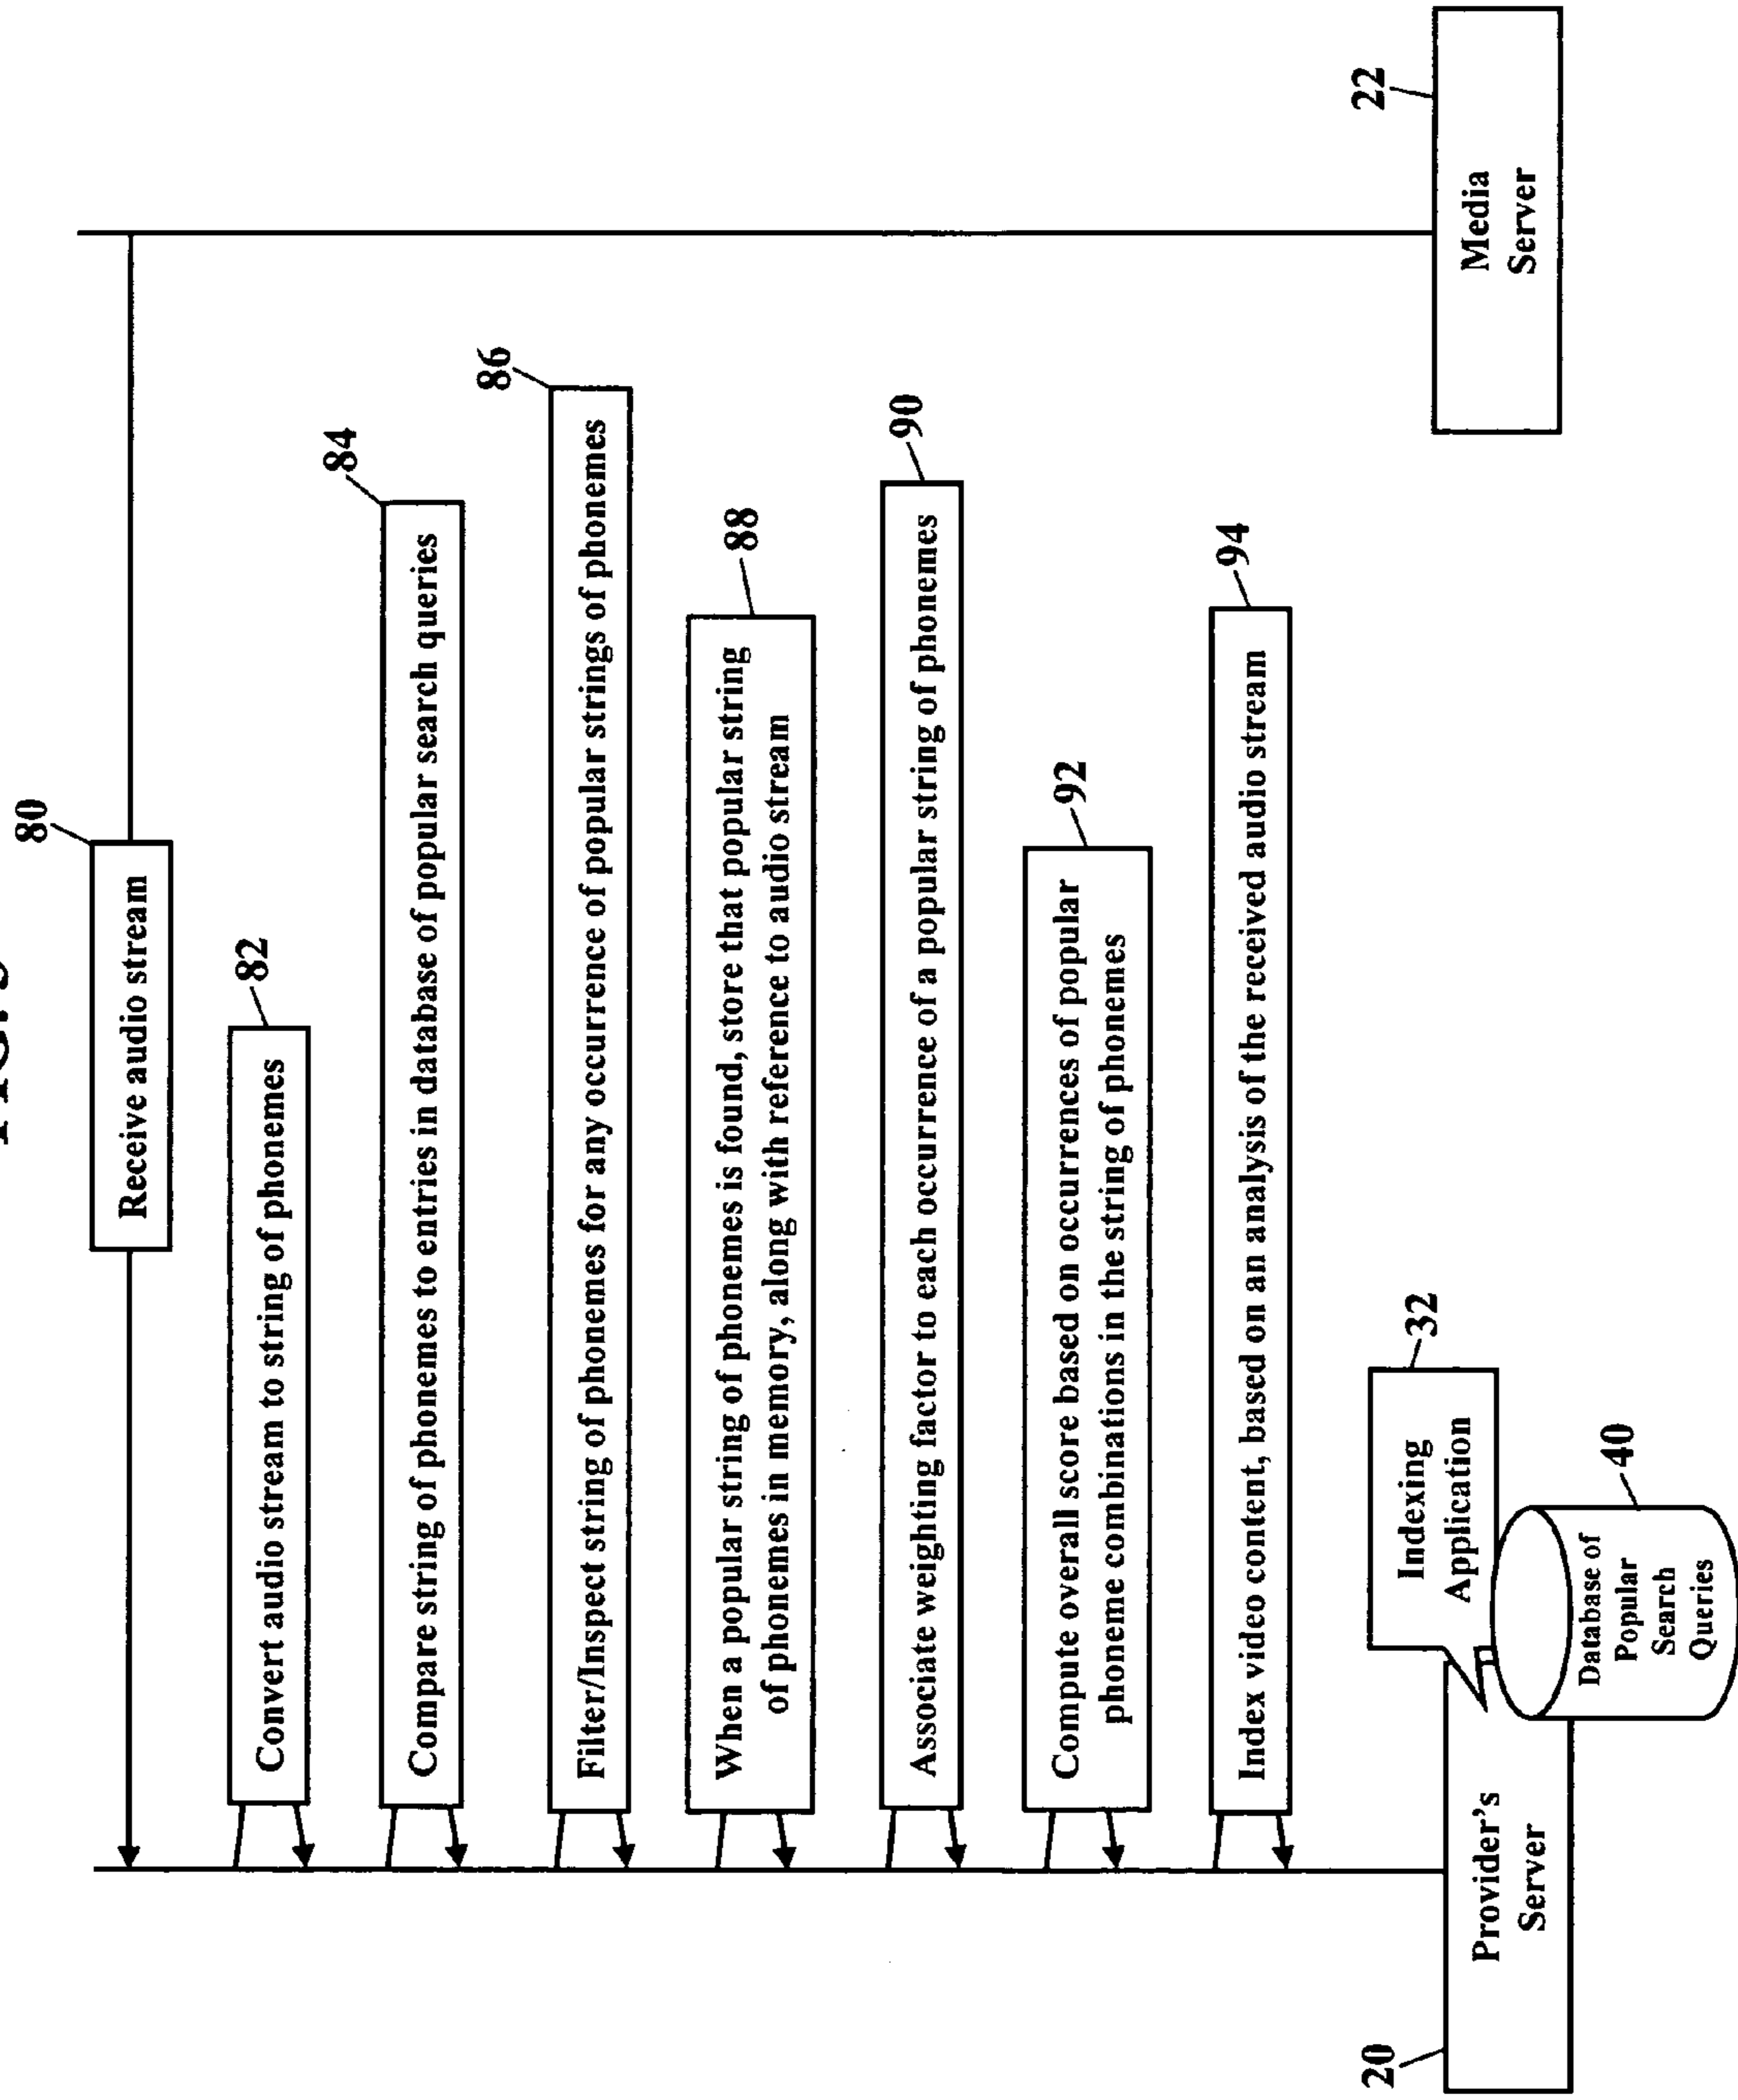 80
Receive audio stream
82
Convert audio stream to string of phonemes
84
Compare string of phonemes to entries in database of popular search queries
86
Filter/Inspect string of phonemes for any occurrence of popular strings of phonemes
88
When a popular string of phonemes is found, store that popular string
of phonemes in memory, along with reference to audio stream
90
Associate weighting factor to each occurrence of a popular string of phonemes
92
Compute overall score based on occurrences of popular
phoneme combinations in the string of phonemes
94
Index video content, based on an analysis of the received audio stream
32
Indexing
Application
20
Provider's
Server
40
Database of
Popular
Search
Queries
22
Media
Server